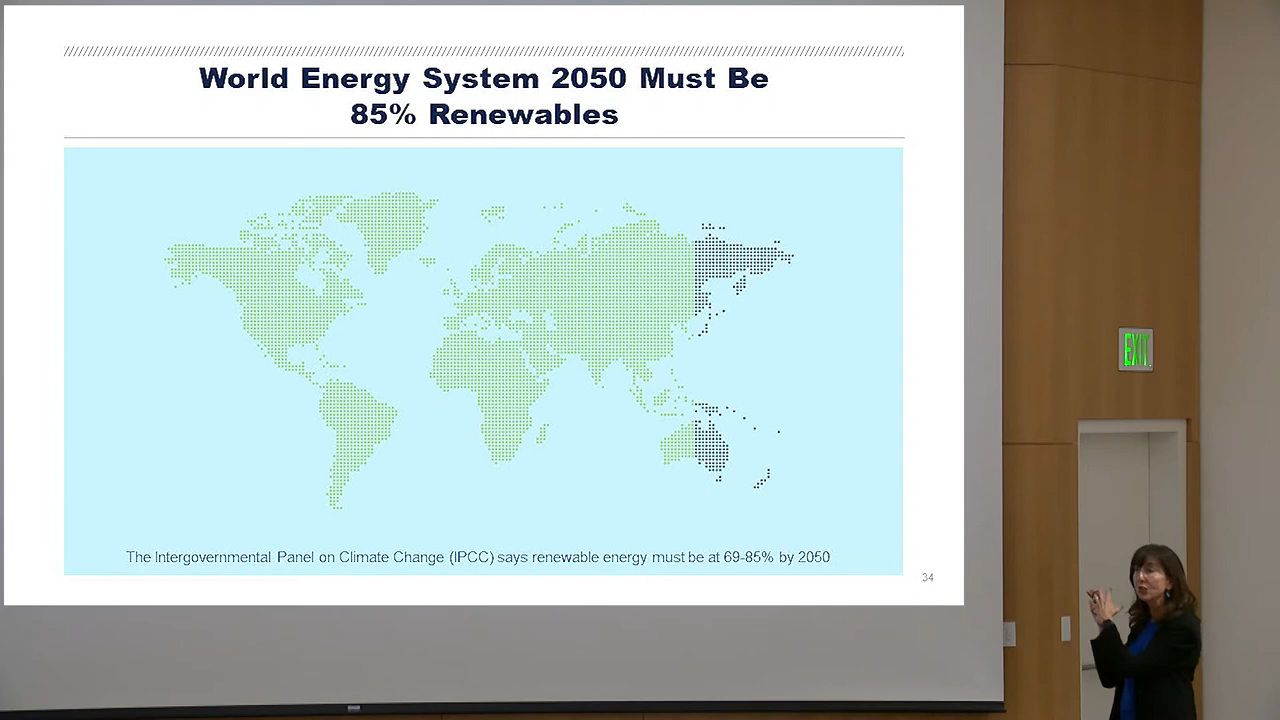 World Energy System 2050 Must Be
85% Renewables
The Intergovernmental Panel on Climate Change (IPCC) says renewable energy must be at 69-85% by 2050
34
EXIT